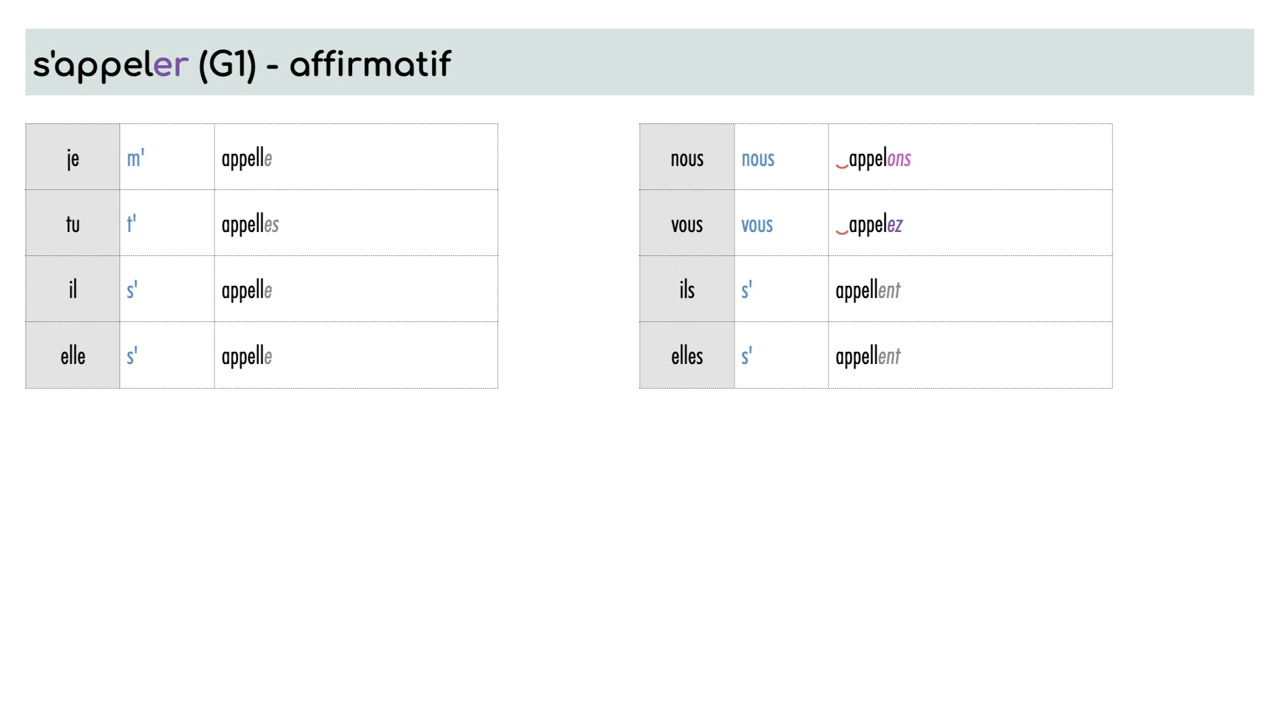 s'appeler (G1) - affirmatif
je m' appelle
tu t' appelles
il s' appelle
elle s' appelle
nous nous ‿appelons
vous vous ‿appelez
ils s' appellent
elles s' appellent